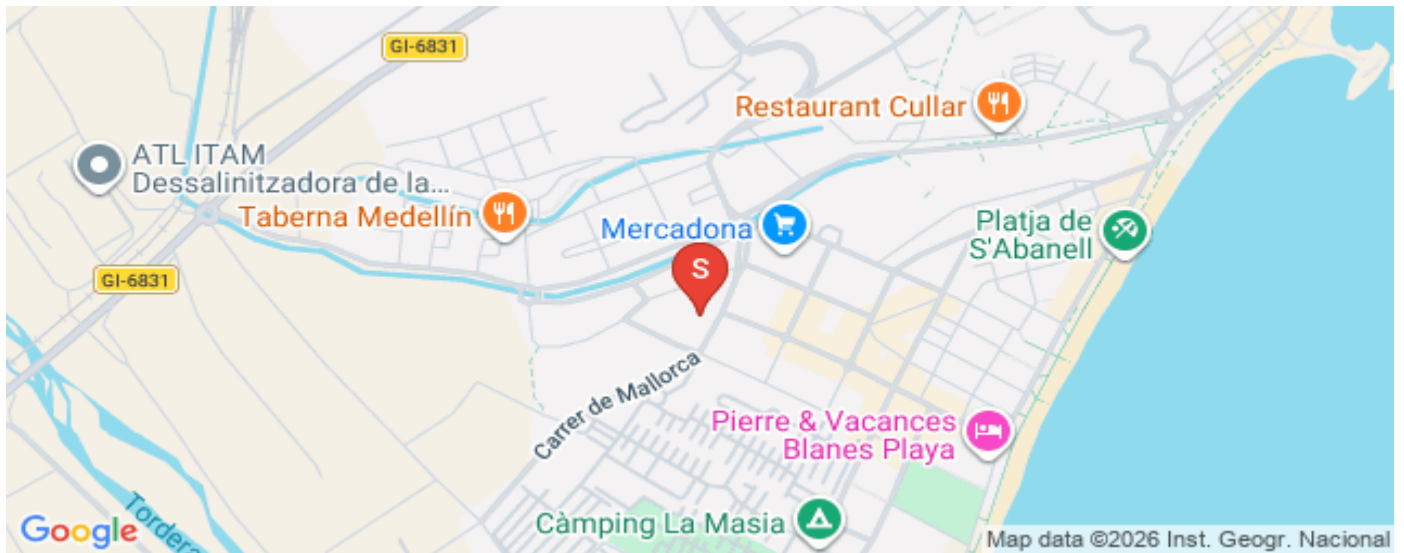 GI-6831
Restaurant Cullar
ATL ITAM
Dessalinitzadora de la...
Taberna Medellín
Mercadona
Platja de
S'Abanell
S
GI-6831
Carrer de Mallorca
Pierre & Vacances
Blanes Playa
Càmping La Masia
Tordera
Google
Map data ©2026 Inst. Geogr. Nacional